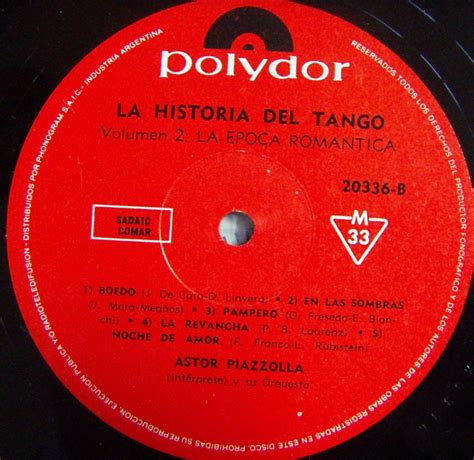 polydor
LA HISTORIA DEL TANGO
Volumen 2: LA EPOCA ROMANTICA
20336-B
SADAIC
COMAR
M
33
1) BOEDO (J. De Caro-D. Linyera) • 2) EN LAS SOMBRAS
(J. Mora-Meaños) • 3) PAMPERO (O. Fresedo-E. Bian-
chi) • 4) LA REVANCHA (P. B. Laurenz) • 5)
NOCHE DE AMOR (F. Franco-L. Rubistein)
ASTOR PIAZZOLLA
(Intérprete) y su Orquesta
RESERVADOS TODOS LOS DERECHOS DEL PRODUCTOR FONOGRAFICO Y DE LOS AUTORES DE LAS OBRAS REGISTRADAS EN ESTE DISCO. PROHIBIDAS SU REPRODUCCION, EJECUCION PUBLICA Y RADIOTELEDIFUSION - DISTRIBUIDOS POR PHONOGRAM S.A.I.C. - INDUSTRIA ARGENTINA